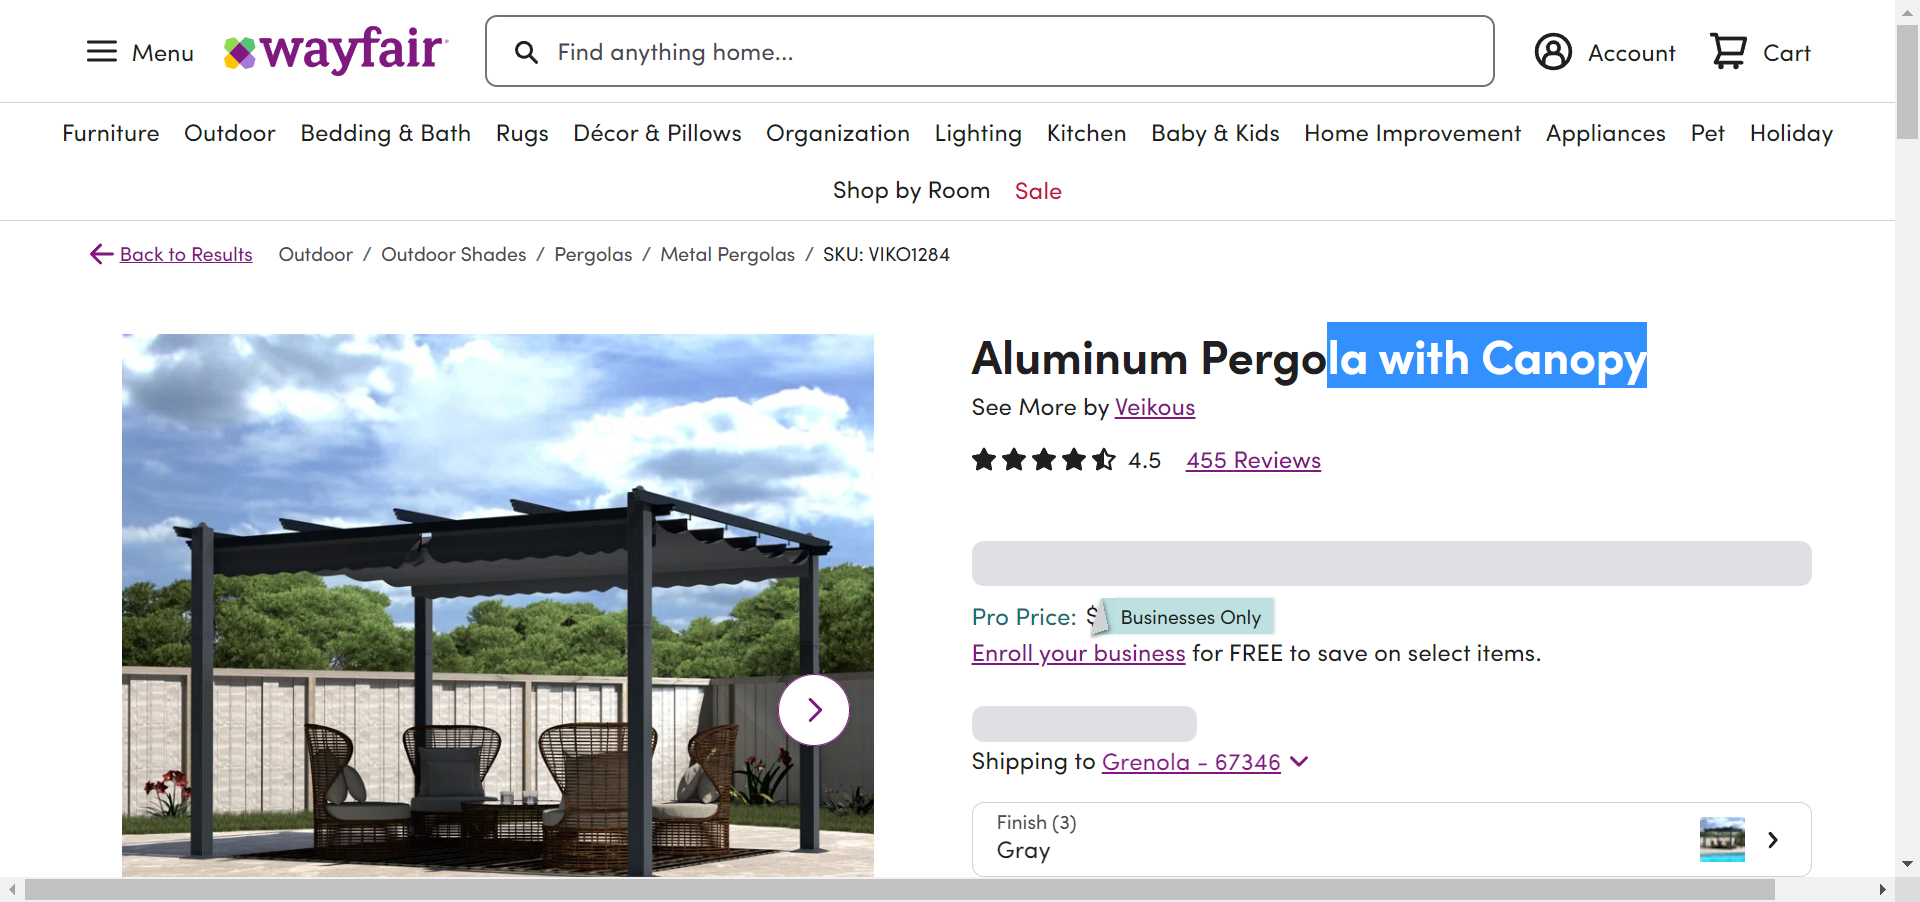 Menu
wayfair
Find anything home...
Account
Cart
Furniture
Outdoor
Bedding & Bath
Rugs
Décor & Pillows
Organization
Lighting
Kitchen
Baby & Kids
Home Improvement
Appliances
Pet
Holiday
Shop by Room
Sale
Back to Results
Outdoor / Outdoor Shades / Pergolas / Metal Pergolas / SKU: VIKO1284
Aluminum Pergola with Canopy
See More by Veikous
4.5
455 Reviews
Pro Price: $
Businesses Only
Enroll your business for FREE to save on select items.
Shipping to Grenola - 67346
Finish (3)
Gray